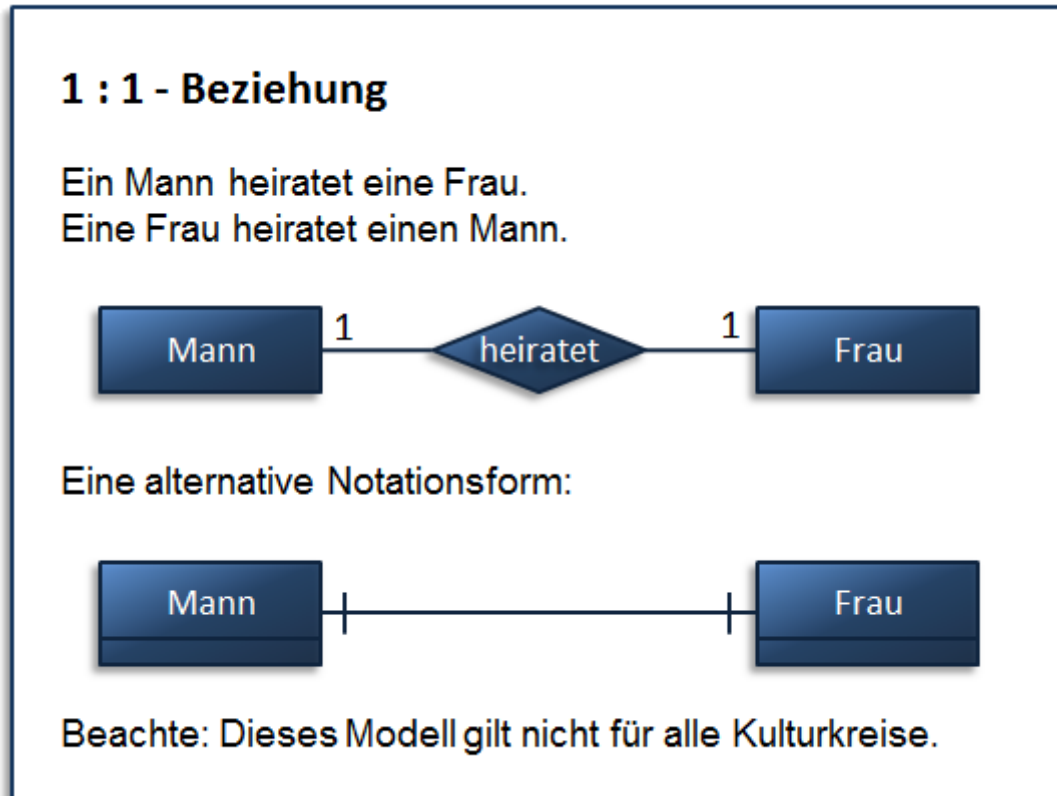 1 : 1 - Beziehung
Ein Mann heiratet eine Frau.
Eine Frau heiratet einen Mann.
Mann 1 heiratet 1 Frau
Eine alternative Notationsform:
Mann Frau
Beachte: Dieses Modell gilt nicht für alle Kulturkreise.